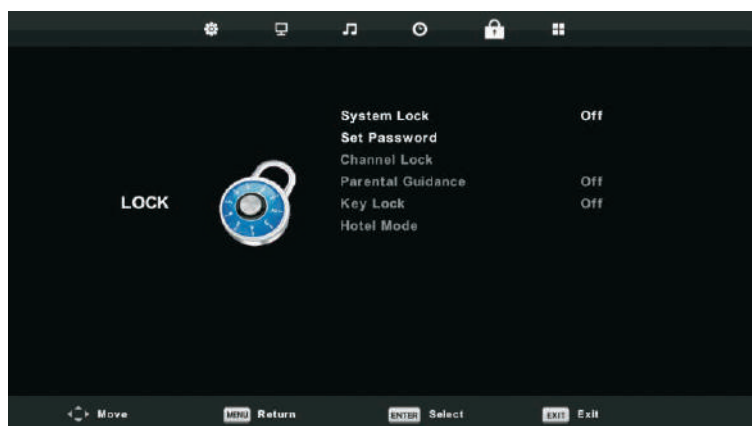 System Lock Off
Set Password
Channel Lock
Parental Guidance Off
LOCK Key Lock Off
Hotel Mode
Move MENU Return ENTER Select EXIT Exit